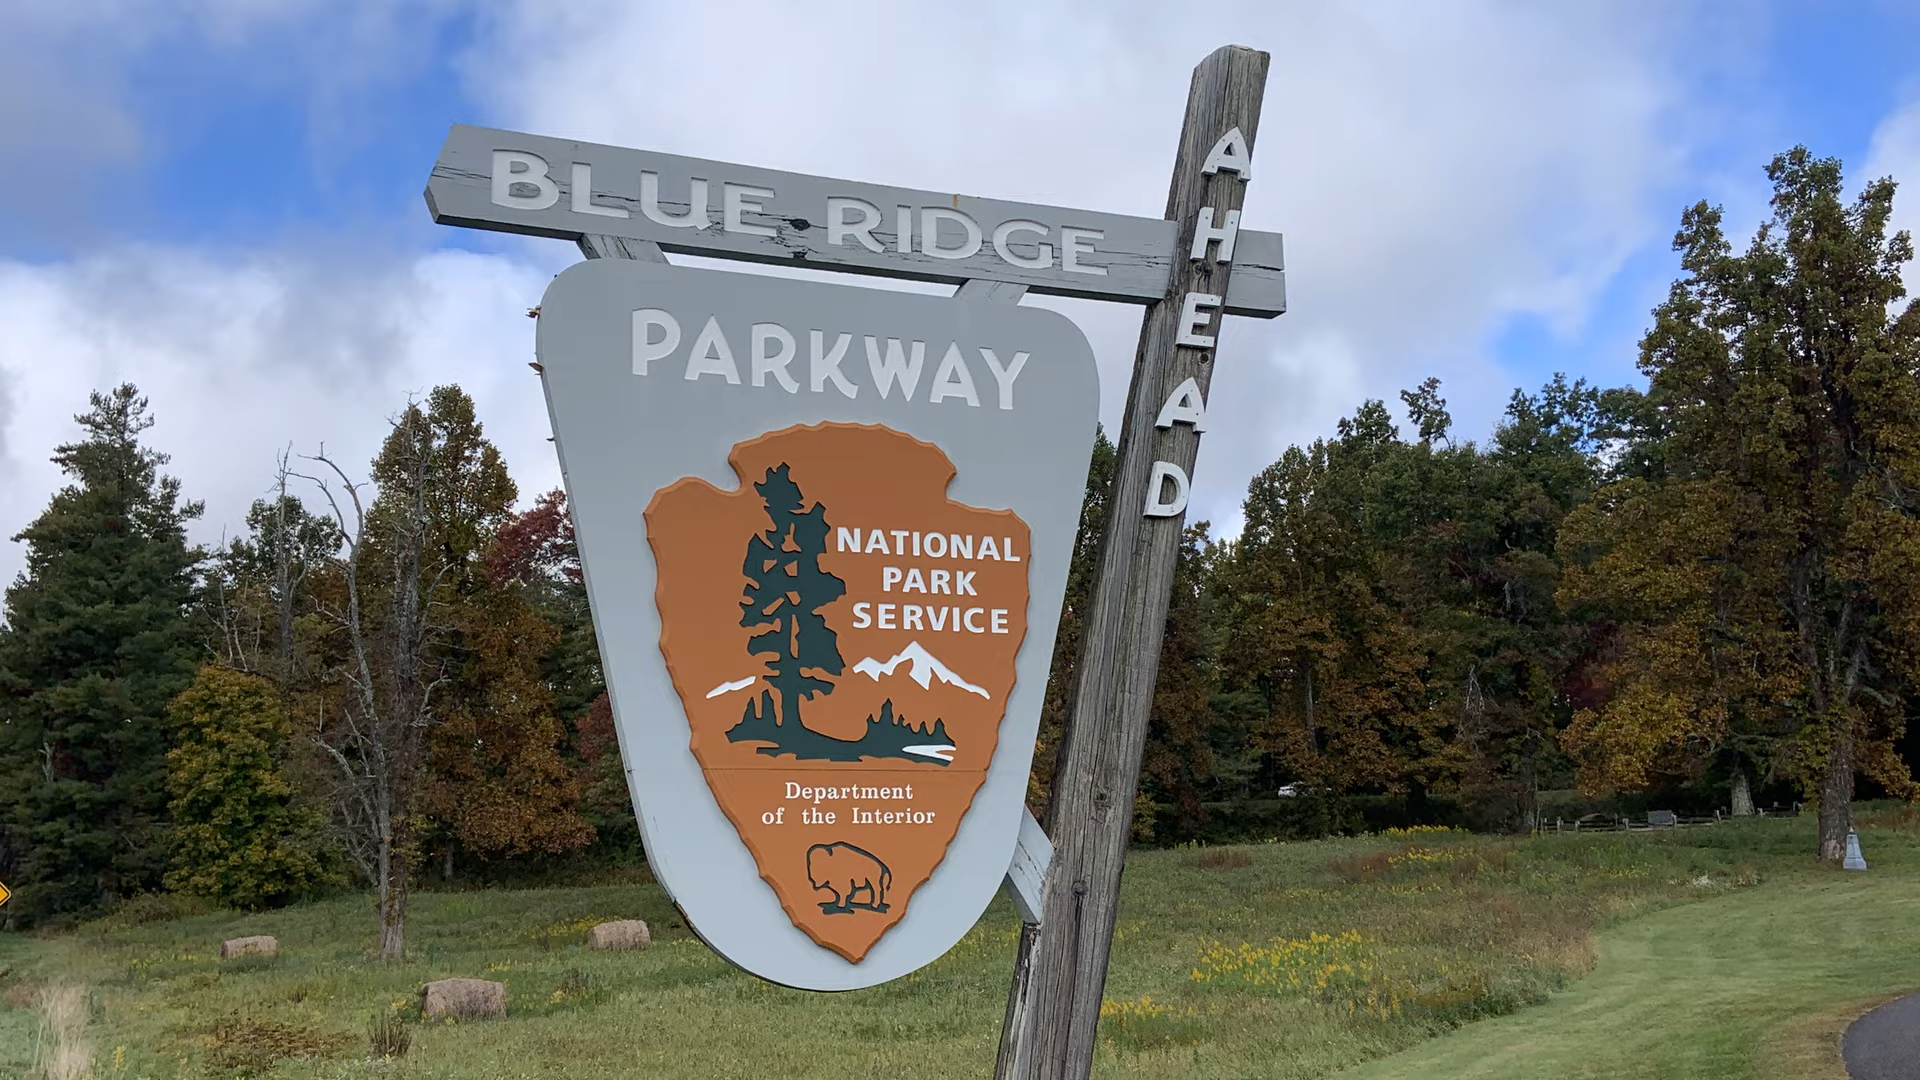 BLUE RIDGE
PARKWAY
AHEAD
NATIONAL
PARK
SERVICE
Department
of the Interior